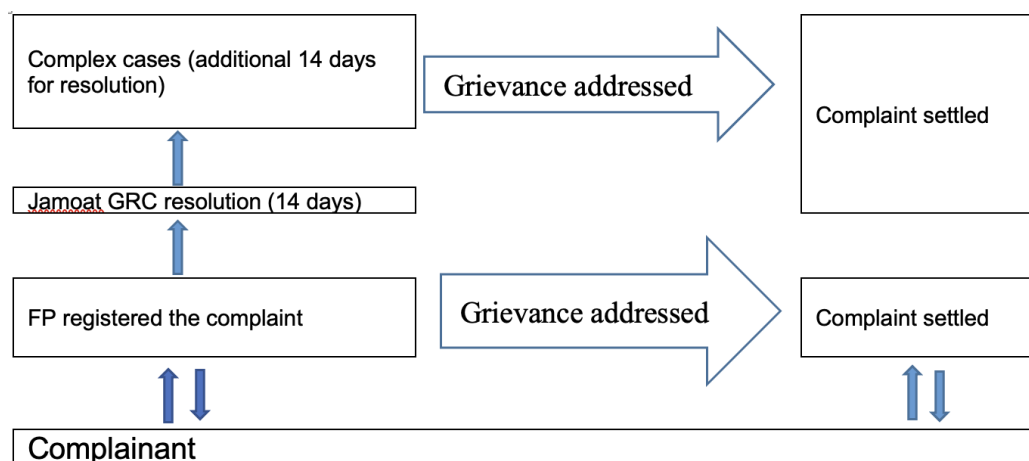 Complex cases (additional 14 days
for resolution)
Grievance addressed
Complaint settled
Jamoat GRC resolution (14 days)
FP registered the complaint
Grievance addressed
Complaint settled
Complainant